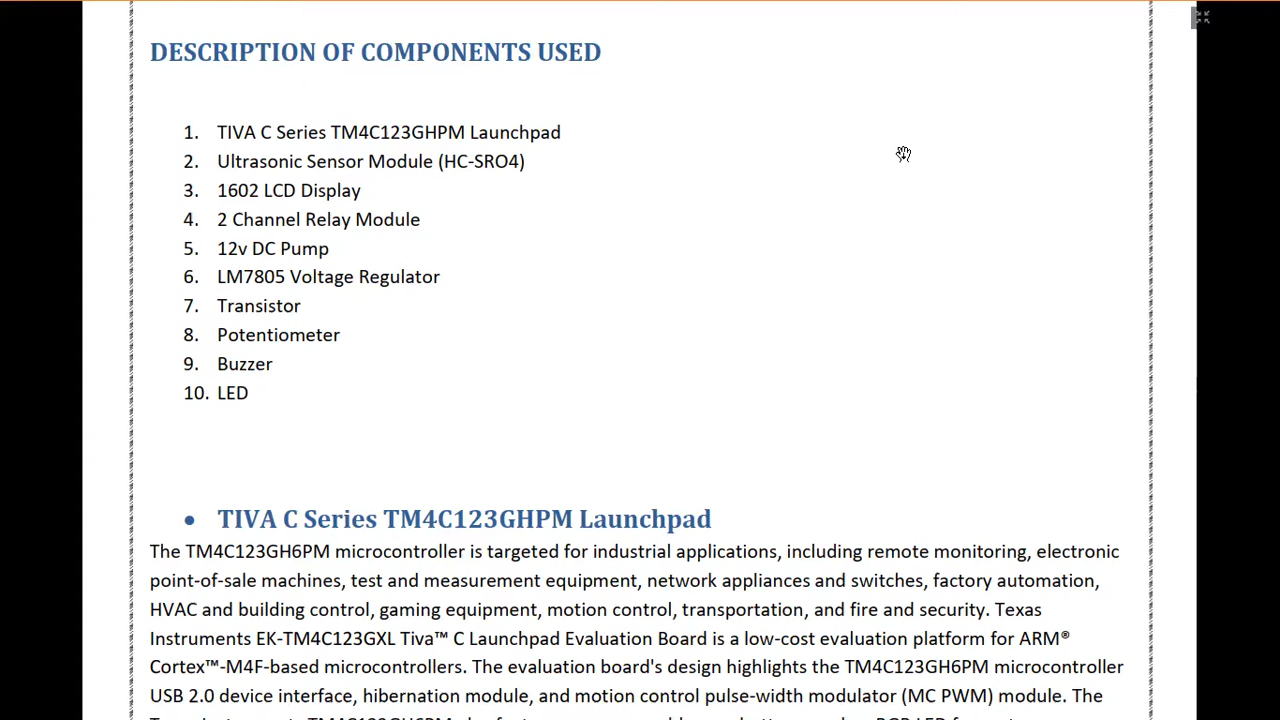 DESCRIPTION OF COMPONENTS USED
1. TIVA C Series TM4C123GHPM Launchpad
2. Ultrasonic Sensor Module (HC-SRO4)
3. 1602 LCD Display
4. 2 Channel Relay Module
5. 12v DC Pump
6. LM7805 Voltage Regulator
7. Transistor
8. Potentiometer
9. Buzzer
10. LED
• TIVA C Series TM4C123GHPM Launchpad
The TM4C123GH6PM microcontroller is targeted for industrial applications, including remote monitoring, electronic
point-of-sale machines, test and measurement equipment, network appliances and switches, factory automation,
HVAC and building control, gaming equipment, motion control, transportation, and fire and security. Texas
Instruments EK-TM4C123GXL Tiva™ C Launchpad Evaluation Board is a low-cost evaluation platform for ARM®
Cortex™-M4F-based microcontrollers. The evaluation board's design highlights the TM4C123GH6PM microcontroller
USB 2.0 device interface, hibernation module, and motion control pulse-width modulator (MC PWM) module. The